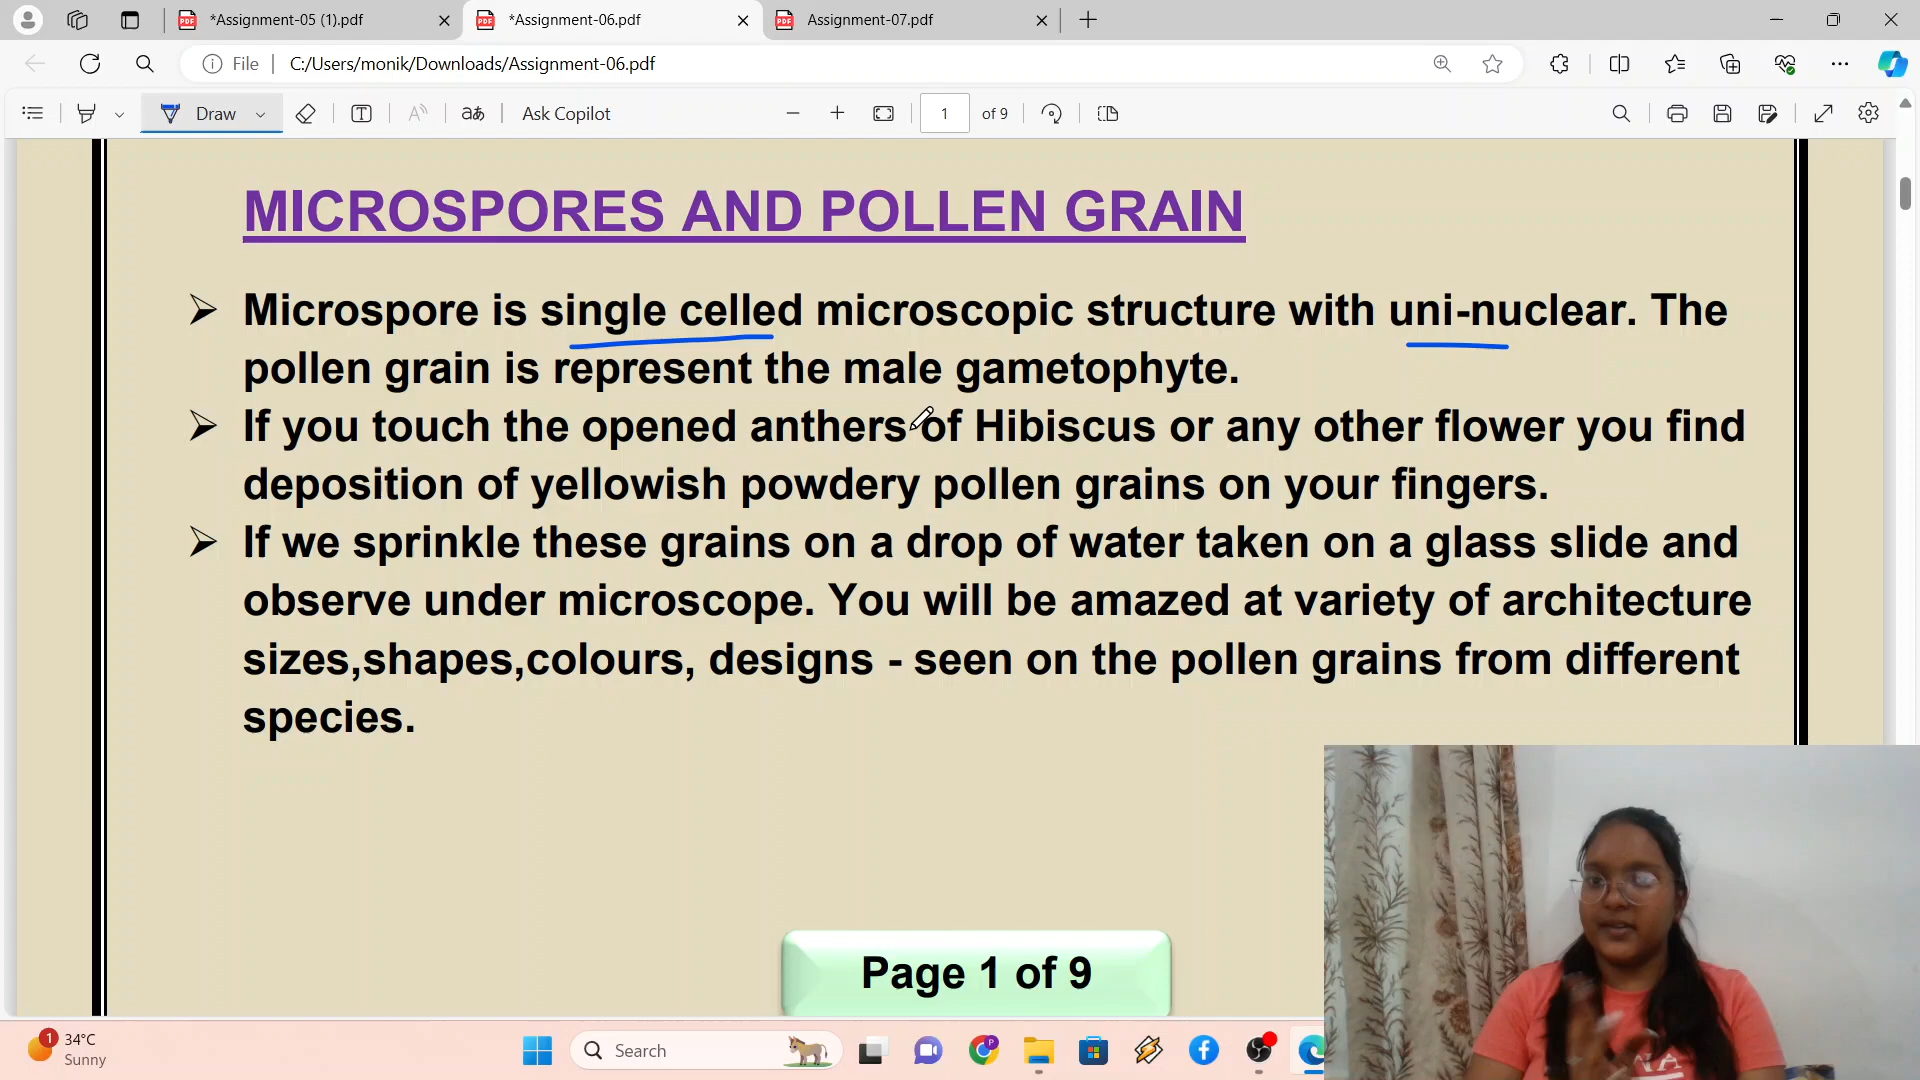 *Assignment-05 (1).pdf
*Assignment-06.pdf
Assignment-07.pdf
File
C:/Users/monik/Downloads/Assignment-06.pdf
Draw
aあ
Ask Copilot
1
of 9
MICROSPORES AND POLLEN GRAIN
➢ Microspore is single celled microscopic structure with uni-nuclear. The
pollen grain is represent the male gametophyte.
➢ If you touch the opened anthers of Hibiscus or any other flower you find
deposition of yellowish powdery pollen grains on your fingers.
➢ If we sprinkle these grains on a drop of water taken on a glass slide and
observe under microscope. You will be amazed at variety of architecture
sizes,shapes,colours, designs - seen on the pollen grains from different
species.
Page 1 of 9
1
34°C
Sunny
Search